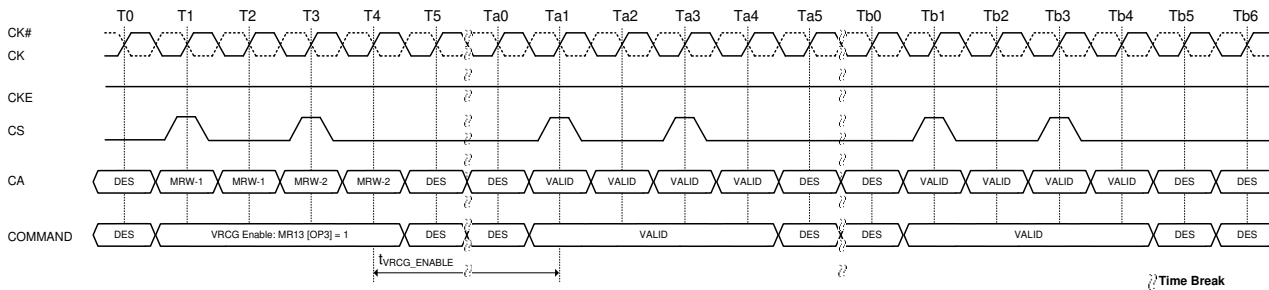 T0 T1 T2 T3 T4 T5 Ta0 Ta1 Ta2 Ta3 Ta4 Ta5 Tb0 Tb1 Tb2 Tb3 Tb4 Tb5 Tb6
CK#
CK
CKE
CS
CA DES MRW-1 MRW-1 MRW-2 MRW-2 DES DES VALID VALID VALID VALID DES DES VALID VALID VALID VALID DES DES
COMMAND DES VRCG Enable: MR13 [OP3] = 1 DES DES VALID DES DES VALID DES DES
tVRCG_ENABLE
Time Break